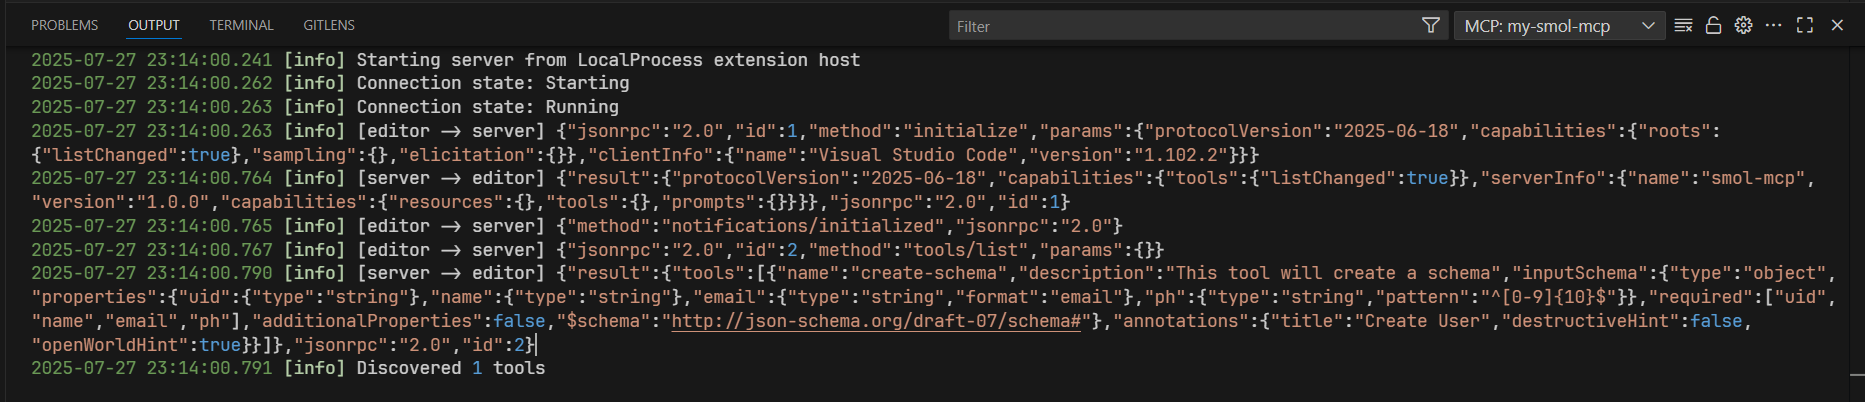 PROBLEMS OUTPUT TERMINAL GITLENS Filter MCP: my-smol-mcp
2025-07-27 23:14:00.241 [info] Starting server from LocalProcess extension host
2025-07-27 23:14:00.262 [info] Connection state: Starting
2025-07-27 23:14:00.263 [info] Connection state: Running
2025-07-27 23:14:00.263 [info] [editor -> server] {"jsonrpc":"2.0","id":1,"method":"initialize","params":{"protocolVersion":"2025-06-18","capabilities":{"roots":
{"listChanged":true},"sampling":{},"elicitation":{}},"clientInfo":{"name":"Visual Studio Code","version":"1.102.2"}}}
2025-07-27 23:14:00.764 [info] [server -> editor] {"result":{"protocolVersion":"2025-06-18","capabilities":{"tools":{"listChanged":true}},"serverInfo":{"name":"smol-mcp",
"version":"1.0.0","capabilities":{"resources":{},"tools":{},"prompts":{}}}},"jsonrpc":"2.0","id":1}
2025-07-27 23:14:00.765 [info] [editor -> server] {"method":"notifications/initialized","jsonrpc":"2.0"}
2025-07-27 23:14:00.767 [info] [editor -> server] {"jsonrpc":"2.0","id":2,"method":"tools/list","params":{}}
2025-07-27 23:14:00.790 [info] [server -> editor] {"result":{"tools":[{"name":"create-schema","description":"This tool will create a schema","inputSchema":{"type":"object",
"properties":{"uid":{"type":"string"},"name":{"type":"string"},"email":{"type":"string","format":"email"},"ph":{"type":"string","pattern":"^[0-9]{10}$"}},"required":["uid",
"name","email","ph"],"additionalProperties":false,"$schema":"http://json-schema.org/draft-07/schema#"},"annotations":{"title":"Create User","destructiveHint":false,
"openWorldHint":true}}]},"jsonrpc":"2.0","id":2}
2025-07-27 23:14:00.791 [info] Discovered 1 tools